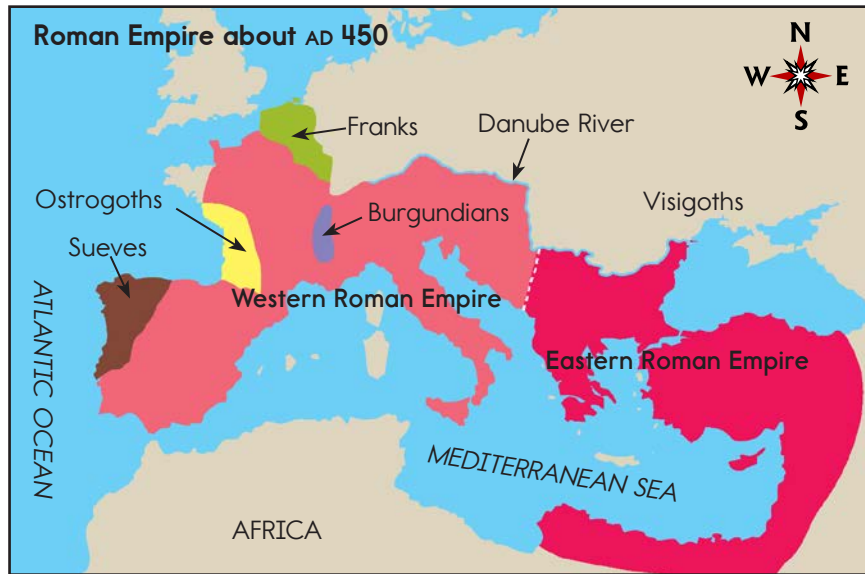 Roman Empire about AD 450
N
W E
S
Franks
Danube River
Ostrogoths
Burgundians
Visigoths
Sueves
Western Roman Empire
Eastern Roman Empire
ATLANTIC OCEAN
MEDITERRANEAN SEA
AFRICA